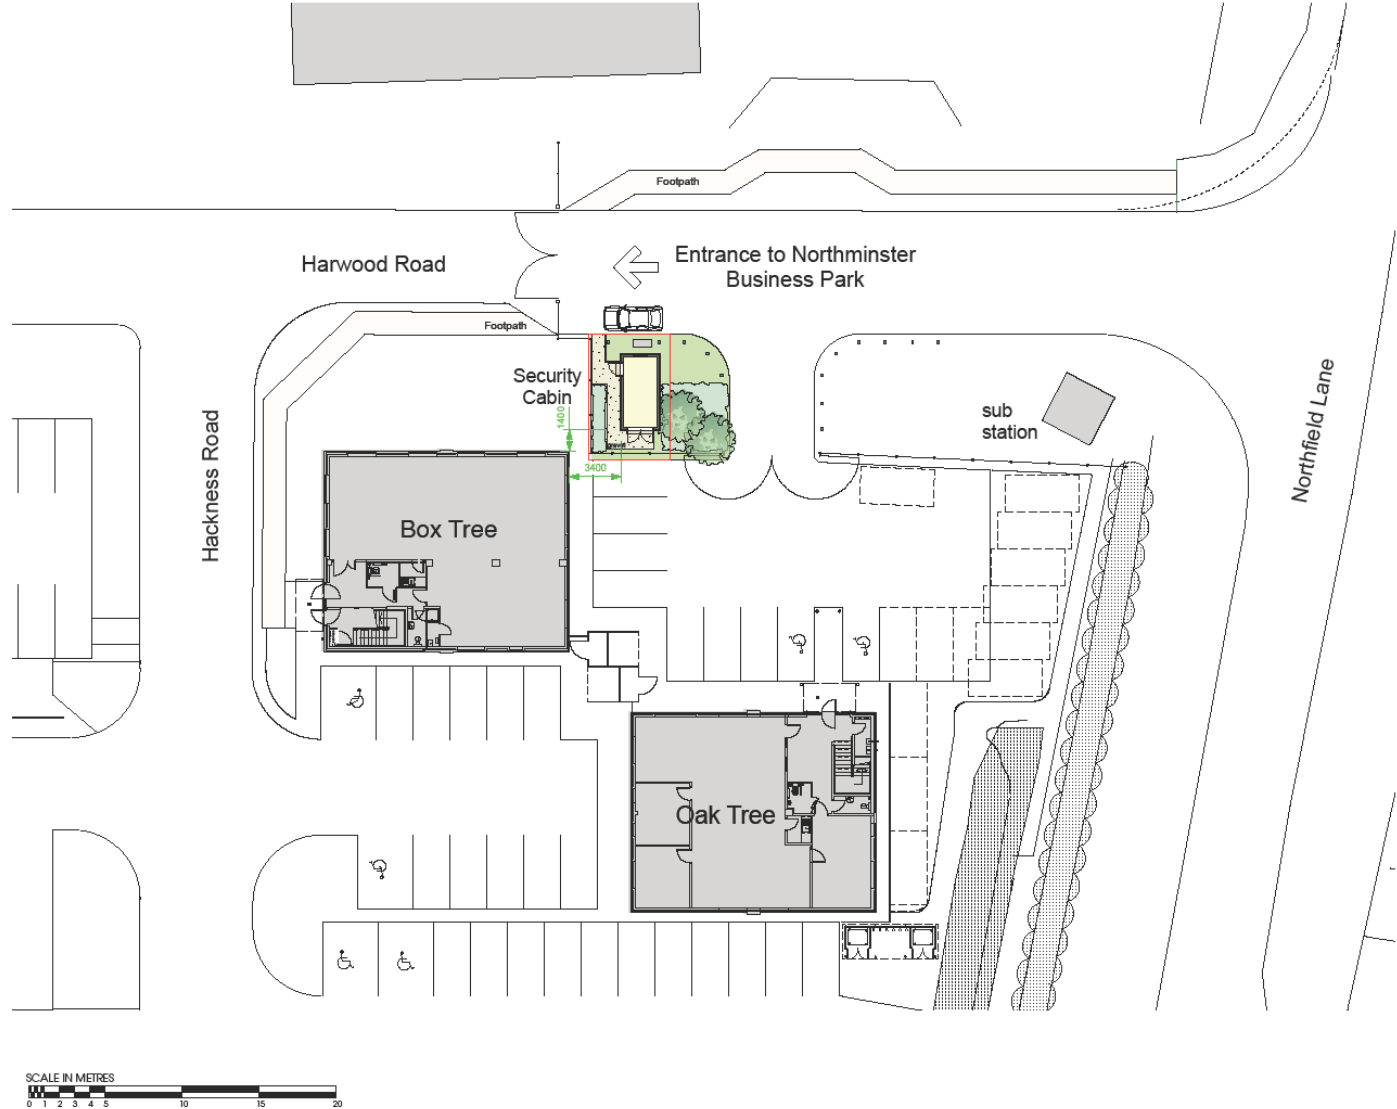 Footpath
Harwood Road
Entrance to Northminster
Business Park
Footpath
Security
Cabin
1400
3400
sub
station
Northfield Lane
Hackness Road
Box Tree
Oak Tree
SCALE IN METRES
0 1 2 3 4 5 10 15 20